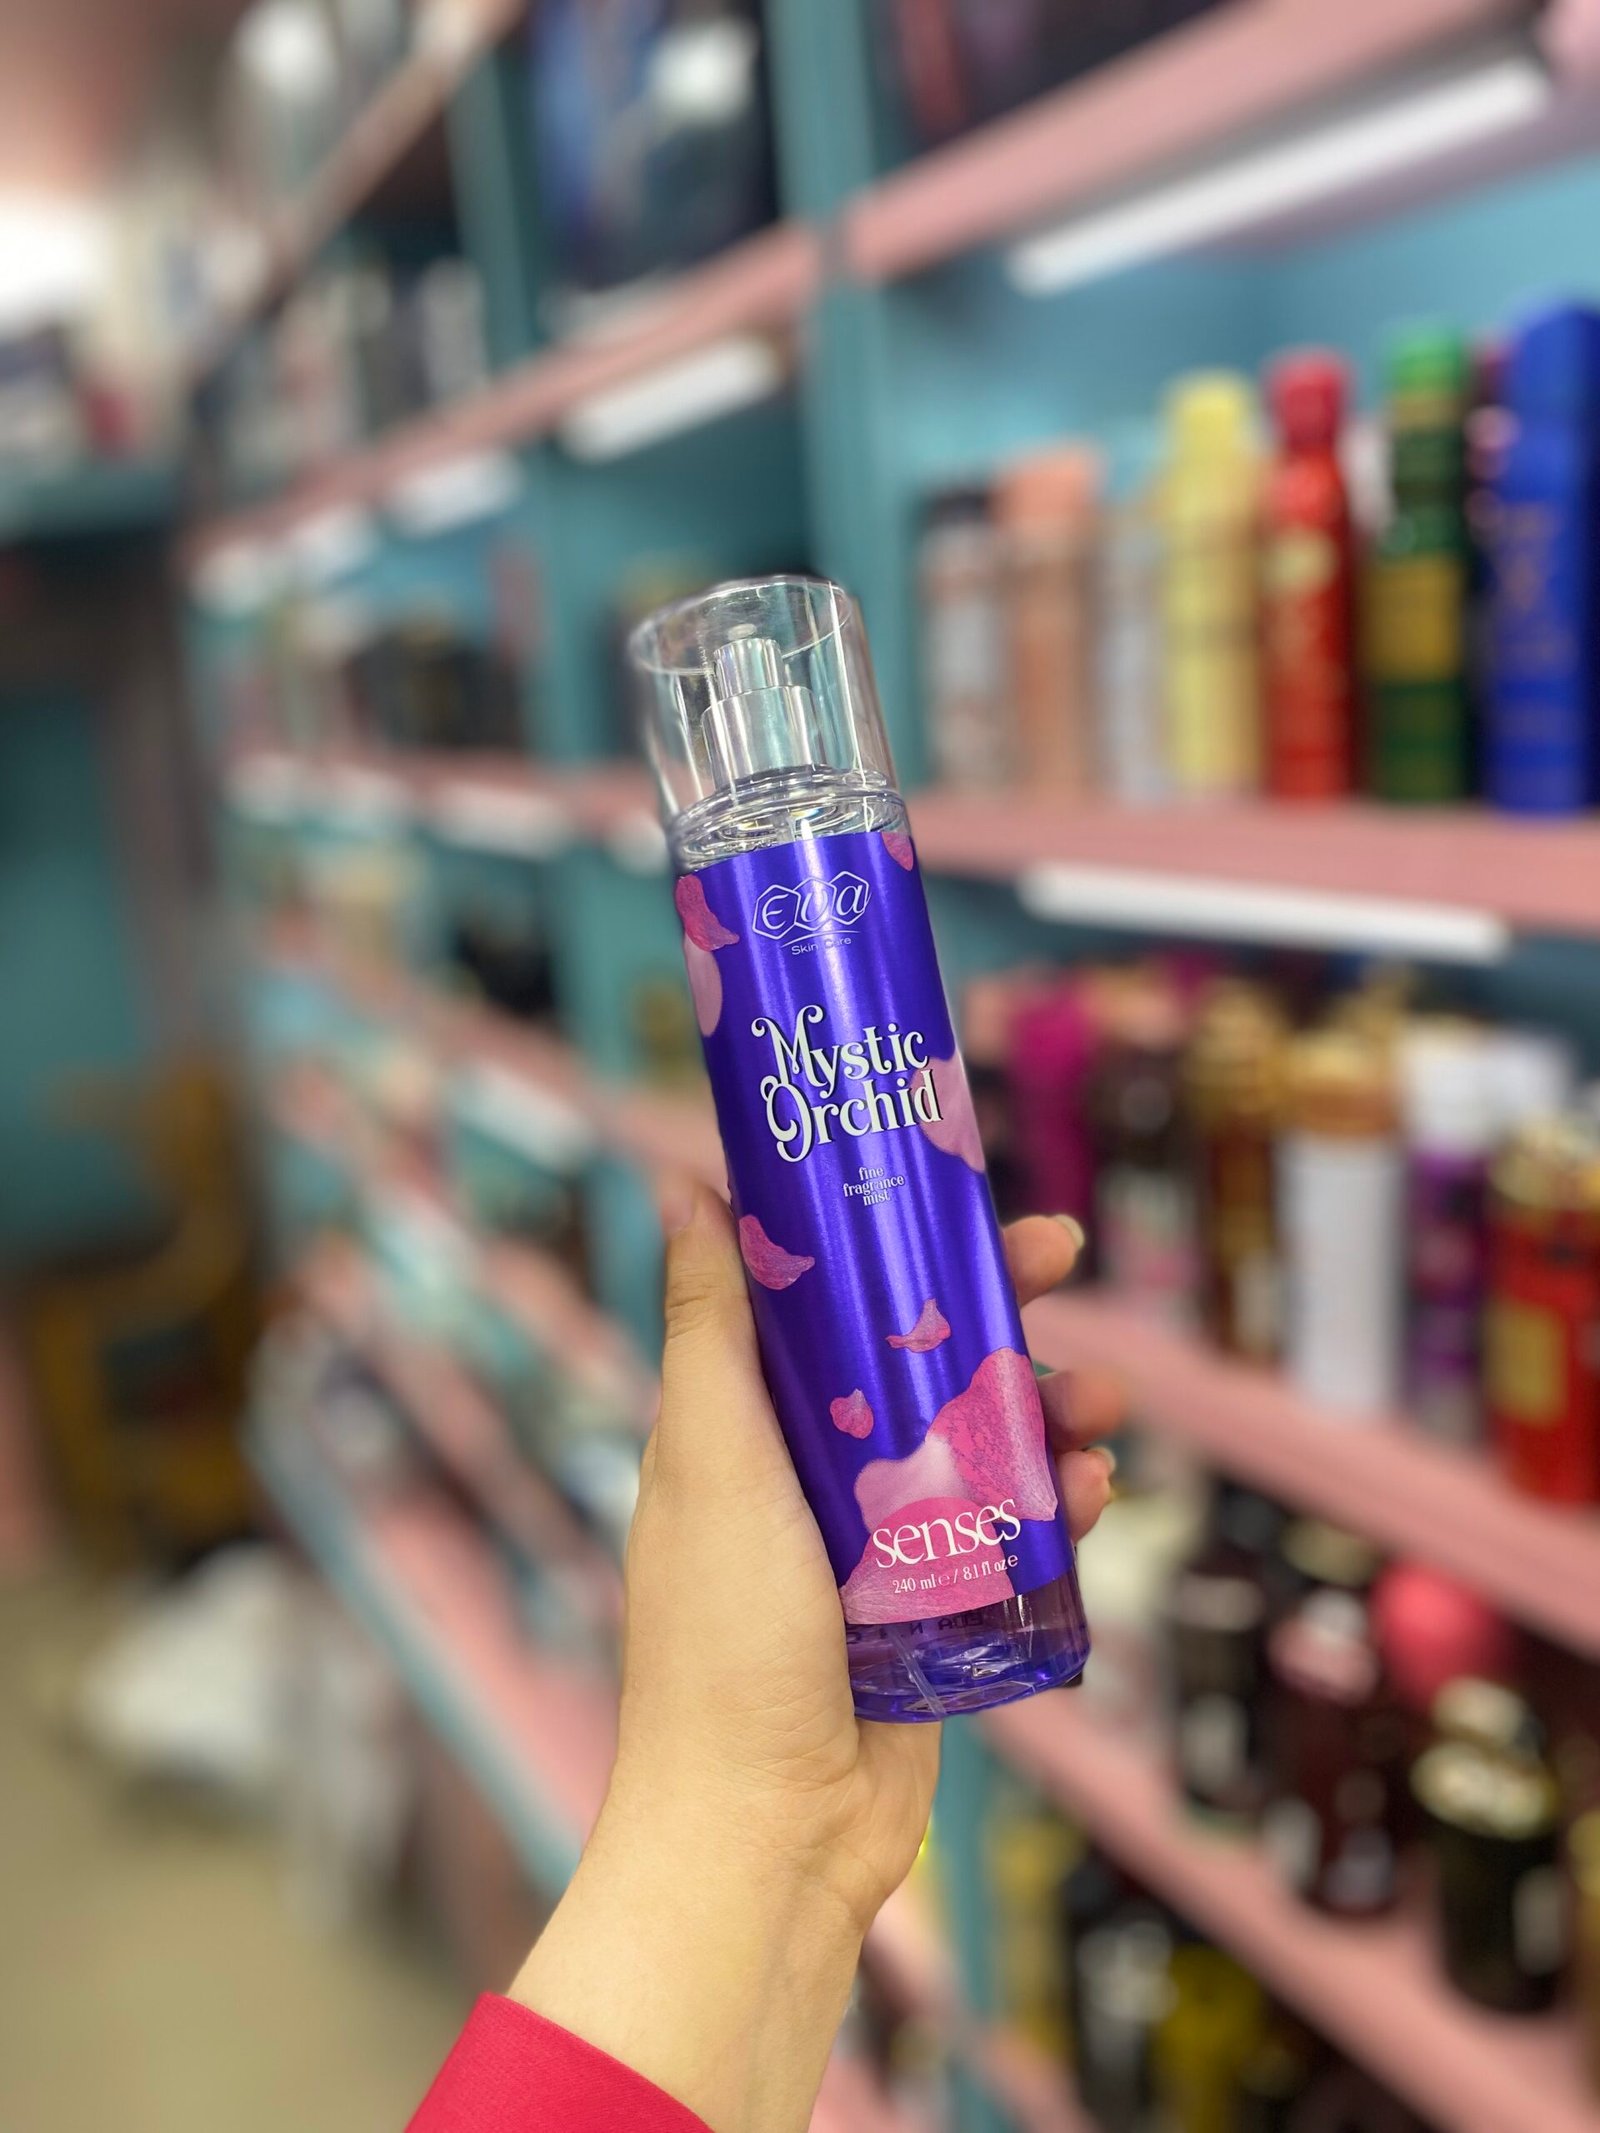 Eva
Skin Care
Mystic
Orchid
fine
fragrance
mist
senses
240 ml e / 8.1 fl oz e